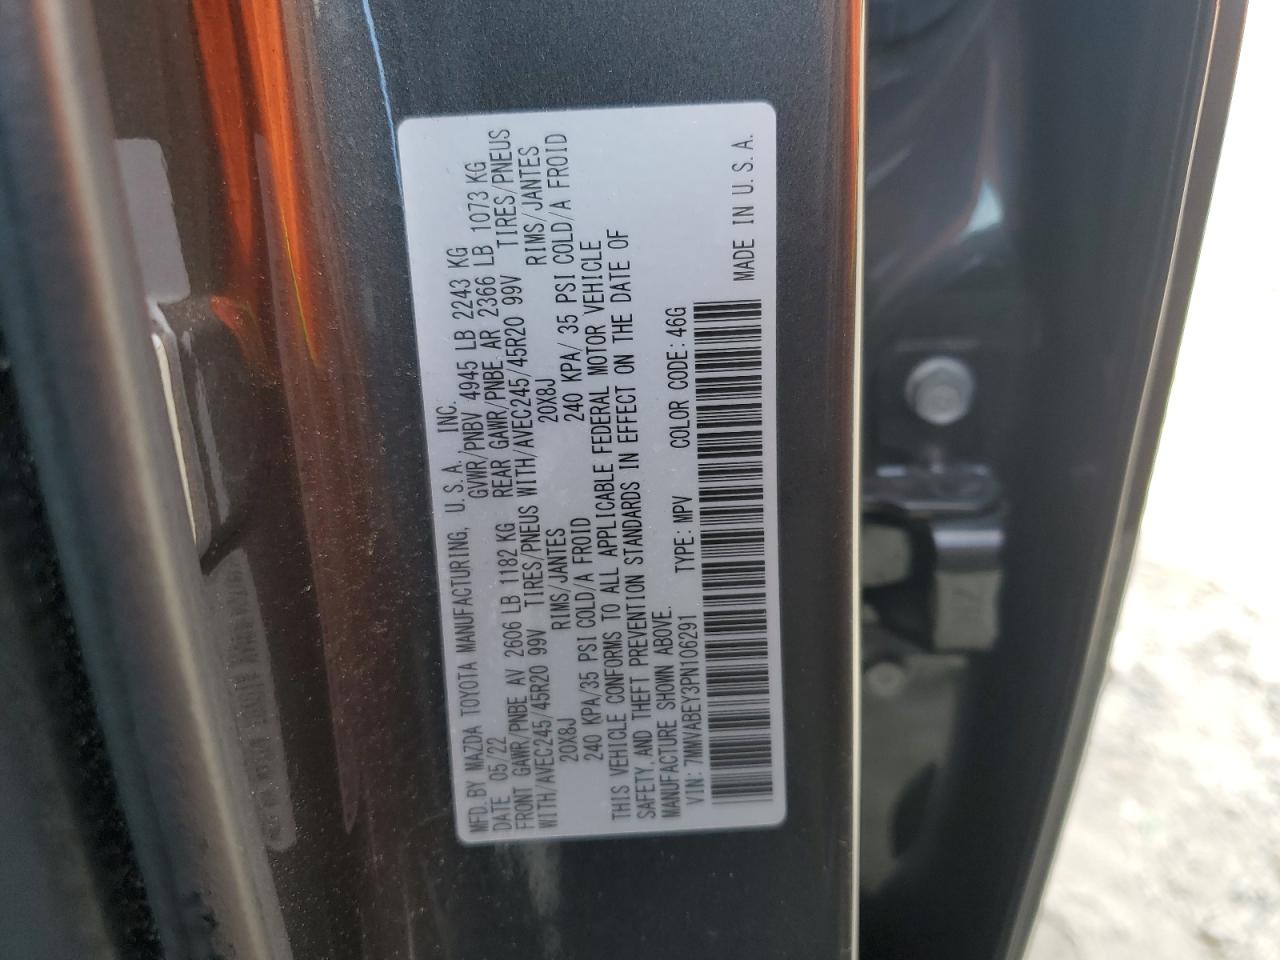 MFD. BY MAZDA TOYOTA MANUFACTURING, U.S.A., INC.
DATE 05/22 GVWR/PNBV 4945 LB 2243 KG
FRONT GAWR/PNBE AV 2606 LB 1182 KG REAR GAWR/PNBE AR 2366 LB 1073 KG
WITH/AVEC245/45R20 99V TIRES/PNEUS WITH/AVEC245/45R20 99V TIRES/PNEUS
20X8J RIMS/JANTES 20X8J RIMS/JANTES
240 KPA/35 PSI COLD/A FROID 240 KPA/ 35 PSI COLD/A FROID
THIS VEHICLE CONFORMS TO ALL APPLICABLE FEDERAL MOTOR VEHICLE
SAFETY, AND THEFT PREVENTION STANDARDS IN EFFECT ON THE DATE OF
MANUFACTURE SHOWN ABOVE.
VIN: 7MMVABEY3PN106291 TYPE: MPV COLOR CODE: 46G
MADE IN U.S.A.